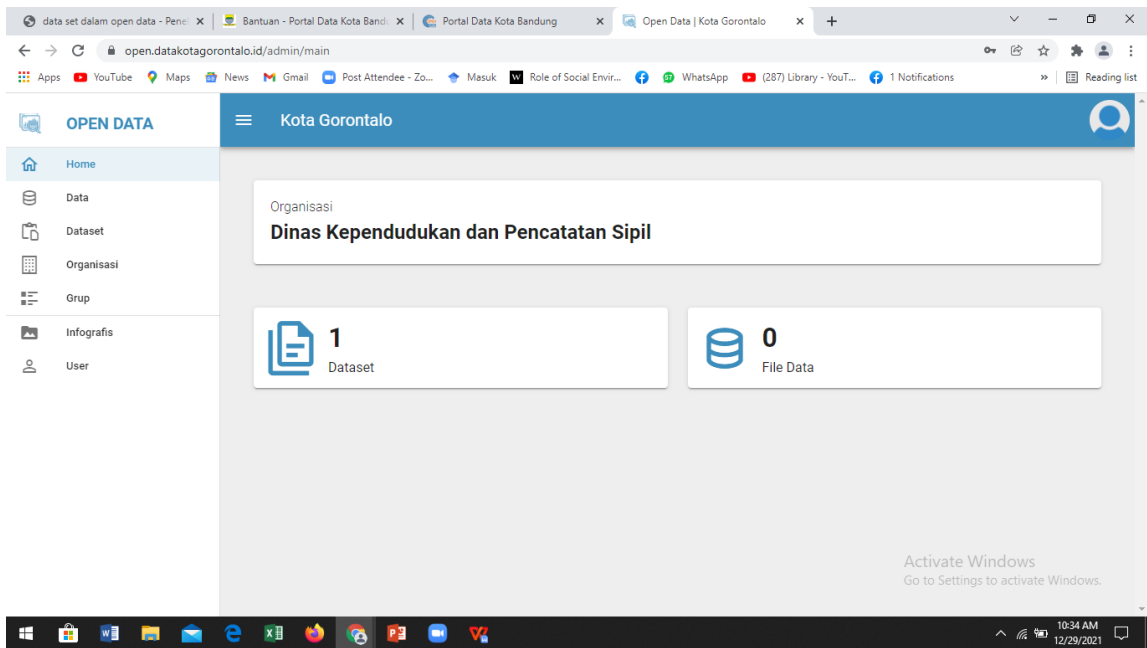 data set dalam open data - Penel
Bantuan - Portal Data Kota Bandu
Portal Data Kota Bandung
Open Data | Kota Gorontalo
open.datakotagorontalo.id/admin/main
Apps YouTube Maps News Gmail Post Attendee - Zo... Masuk Role of Social Envir... WhatsApp (287) Library - YouT... 1 Notifications » Reading list
OPEN DATA
Kota Gorontalo
Home
Data
Dataset
Organisasi
Grup
Infografis
User
Organisasi
Dinas Kependudukan dan Pencatatan Sipil
1
Dataset
0
File Data
Activate Windows
Go to Settings to activate Windows.
10:34 AM
12/29/2021